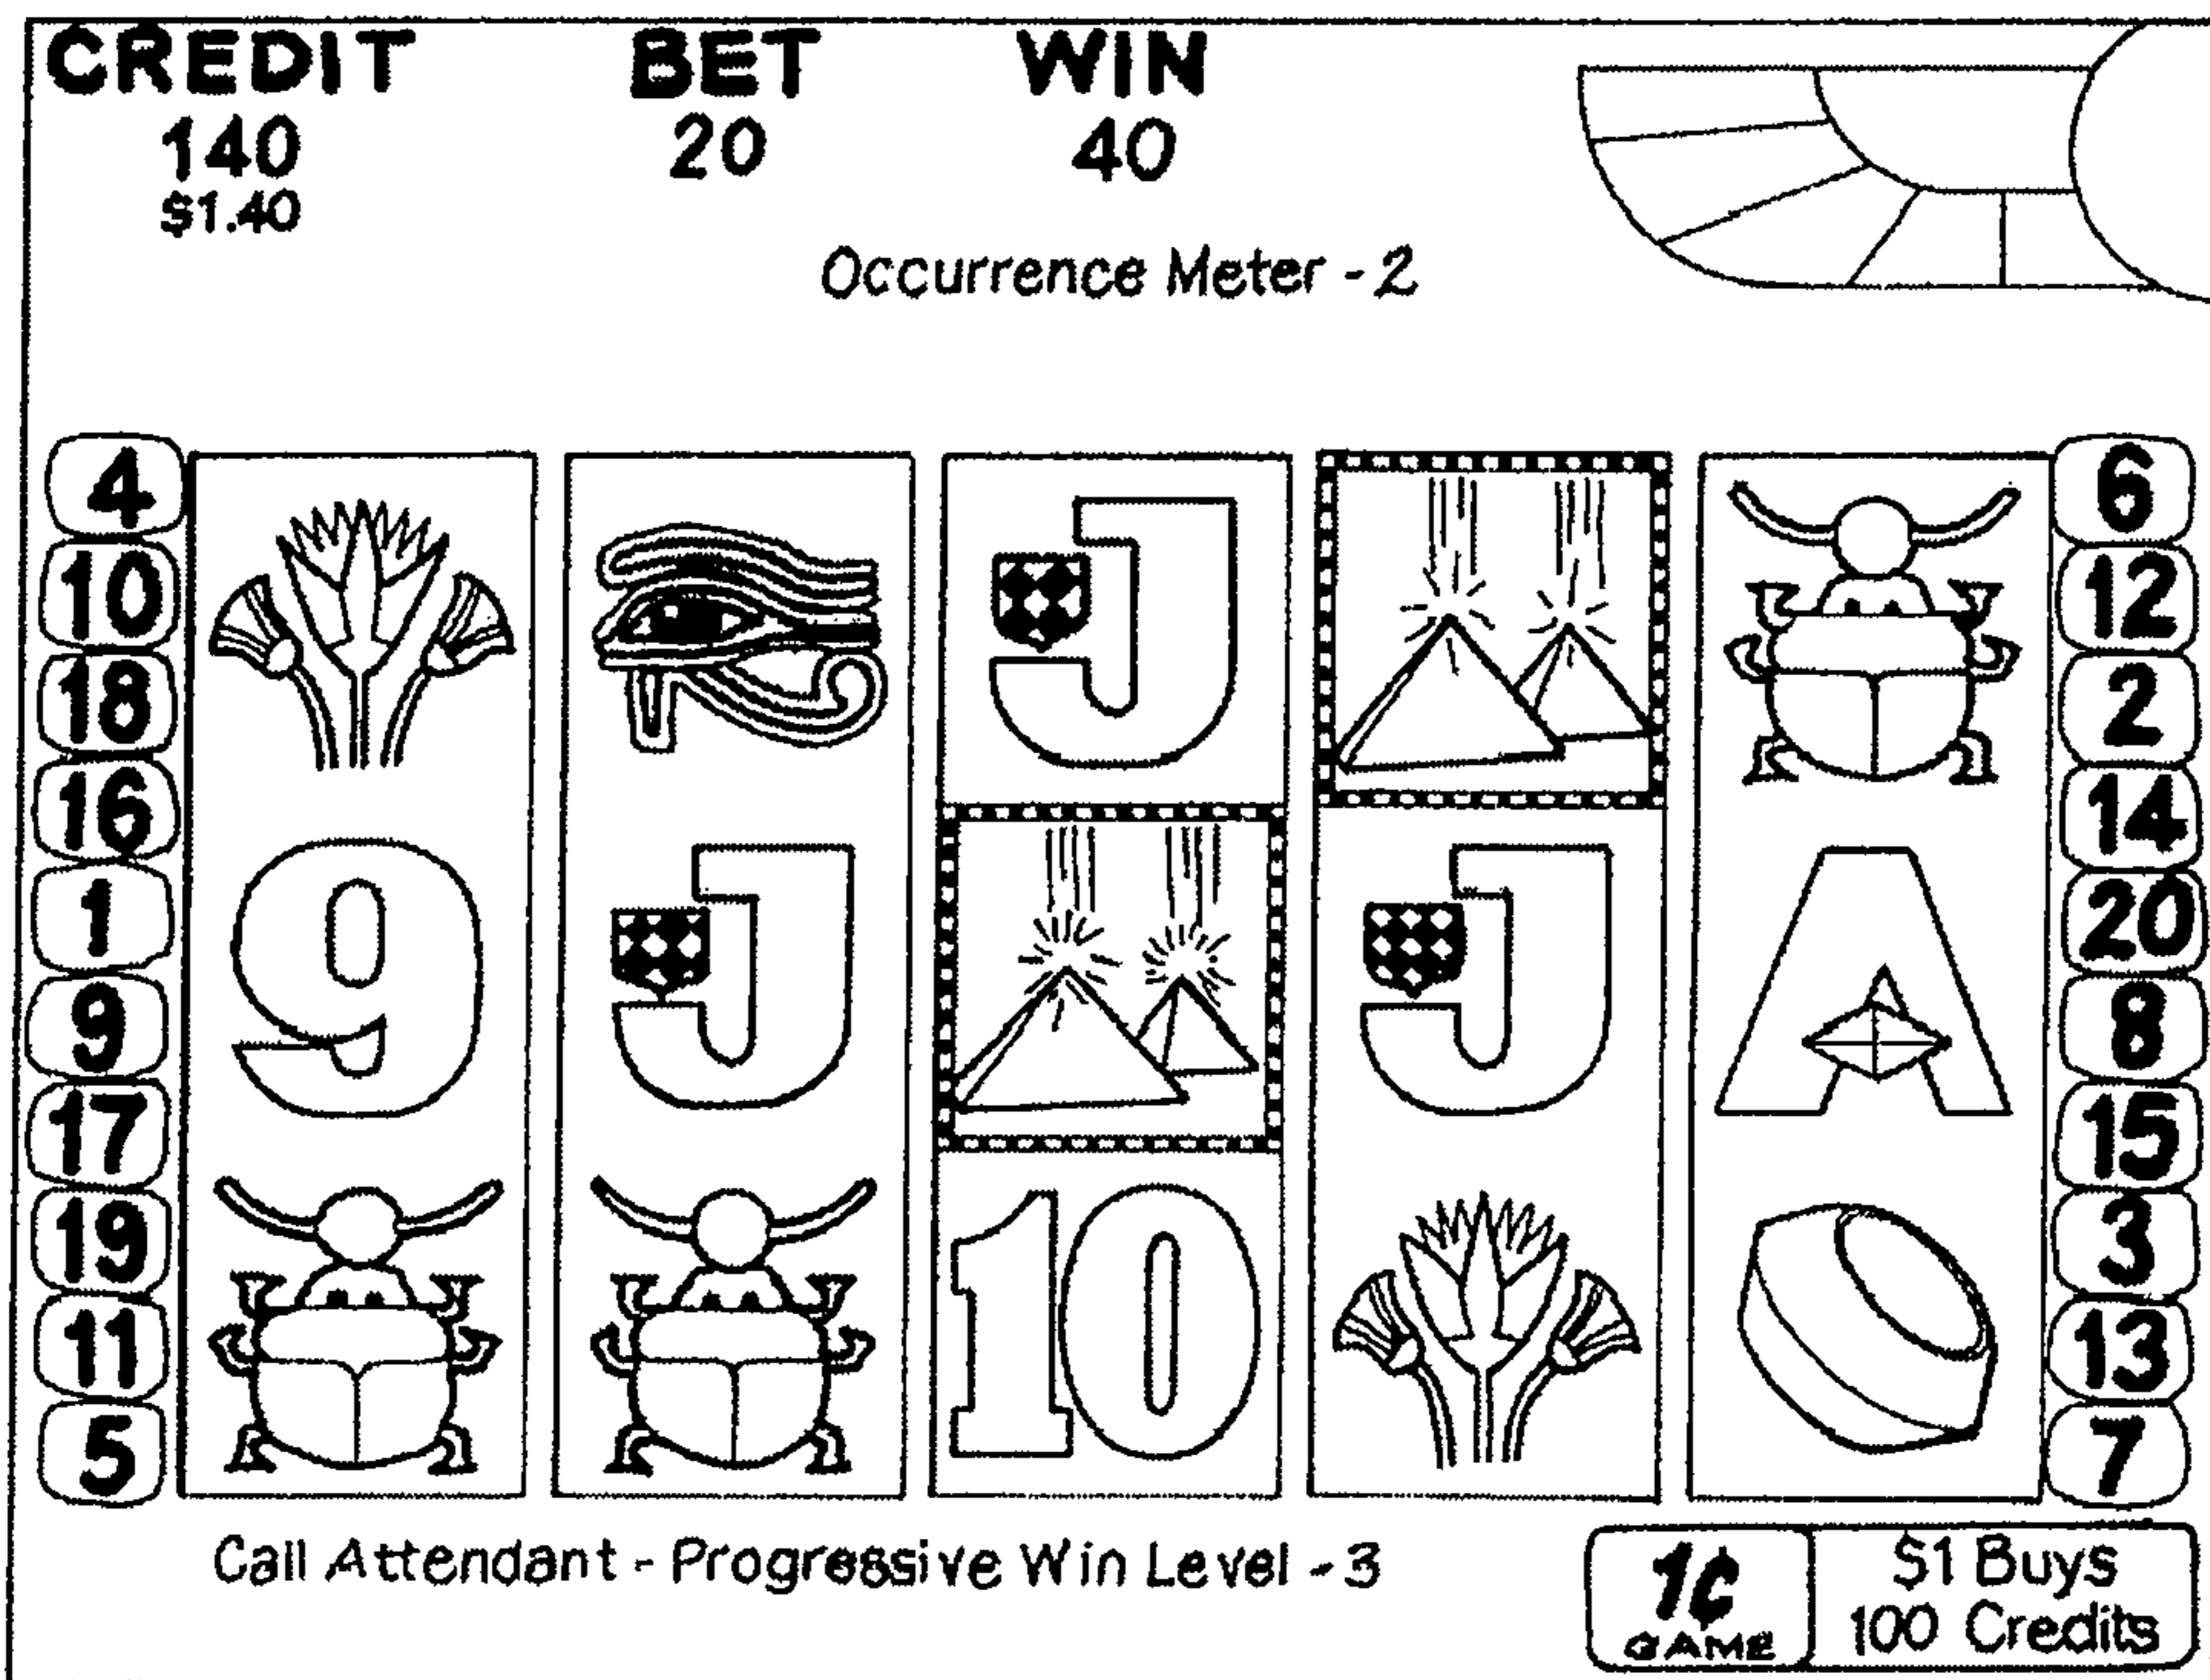 CREDIT BET WIN
140 20 40
$1.40
Occurrence Meter - 2
4 6
10 12
18 2
16 J 14
1 9 J J A 20
9 8
17 15
19 10 3
11 13
5 7
Call Attendant - Progressive Win Level - 3
1¢ $1 Buys
GAME 100 Credits